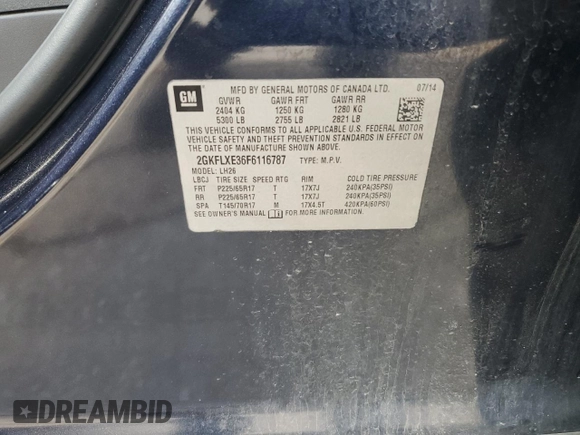 GM
MFD BY GENERAL MOTORS OF CANADA LTD. 07/14
GVWR GAWR FRT GAWR RR
2404 KG 1250 KG 1280 KG
5300 LB 2755 LB 2821 LB
THIS VEHICLE CONFORMS TO ALL APPLICABLE U.S. FEDERAL MOTOR
VEHICLE SAFETY AND THEFT PREVENTION STANDARDS IN EFFECT ON
THE DATE OF MANUFACTURE SHOWN ABOVE.
2GKFLXE36F6116787 TYPE: M.P.V.
MODEL: LH26
LBCJ TIRE SIZE SPEED RTG RIM COLD TIRE PRESSURE
FRT P225/65R17 T 17X7J 240KPA(35PSI)
RR P225/65R17 T 17X7J 240KPA(35PSI)
SPA T145/70R17 M 17X4.5T 420KPA(60PSI)
SEE OWNER'S MANUAL FOR MORE INFORMATION.
DREAMBID